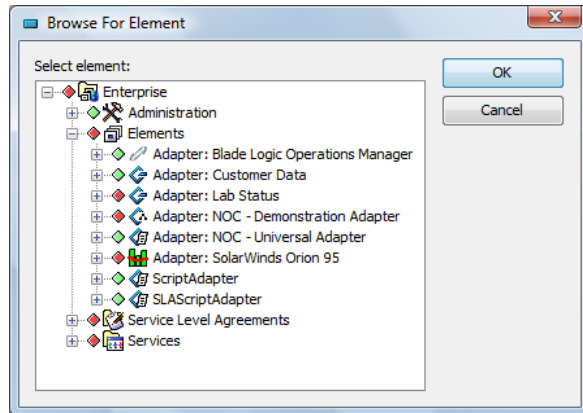 Browse For Element
Select element:
OK
Cancel
Enterprise
Administration
Elements
Adapter: Blade Logic Operations Manager
Adapter: Customer Data
Adapter: Lab Status
Adapter: NOC - Demonstration Adapter
Adapter: NOC - Universal Adapter
Adapter: SolarWinds Orion 95
ScriptAdapter
SLAScriptAdapter
Service Level Agreements
Services